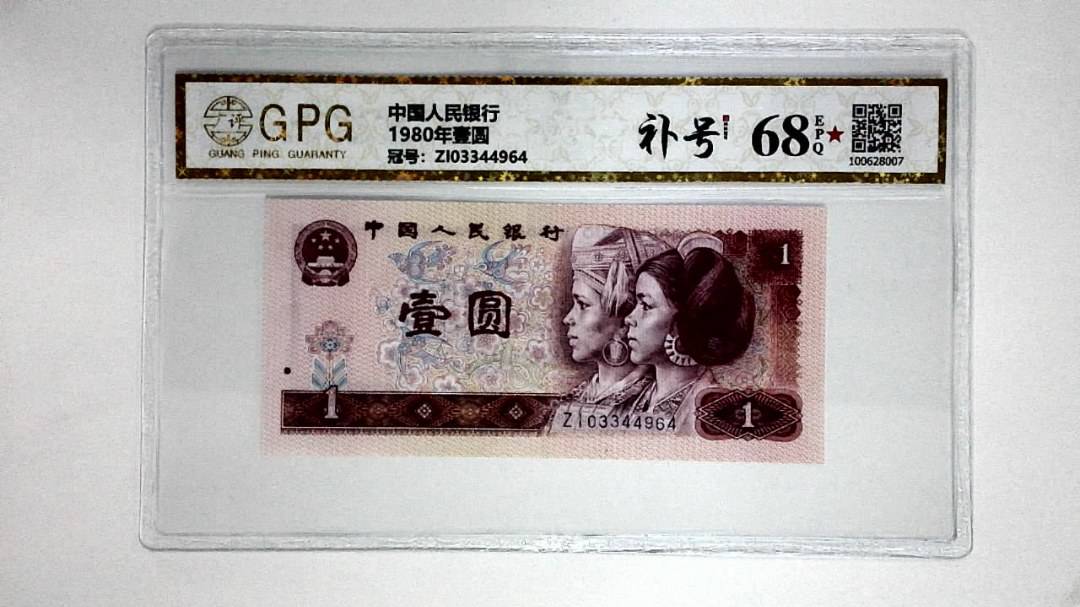 评
GPG
GUANG PING GUARANTY
中国人民银行
1980年壹圆
冠号: ZI03344964
补号
68
EPQ
100628007
中国人民银行
1
壹圆
1
ZI03344964
1